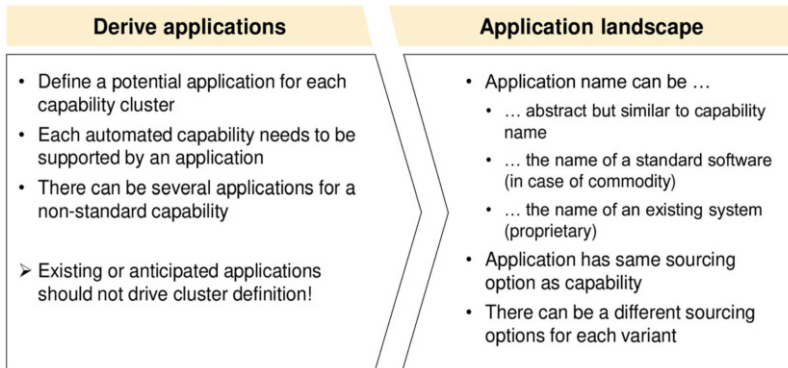 Derive applications
• Define a potential application for each
capability cluster
• Each automated capability needs to be
supported by an application
• There can be several applications for a
non-standard capability
➢ Existing or anticipated applications
should not drive cluster definition!
Application landscape
• Application name can be …
• … abstract but similar to capability
name
• … the name of a standard software
(in case of commodity)
• … the name of an existing system
(proprietary)
• Application has same sourcing
option as capability
• There can be a different sourcing
options for each variant